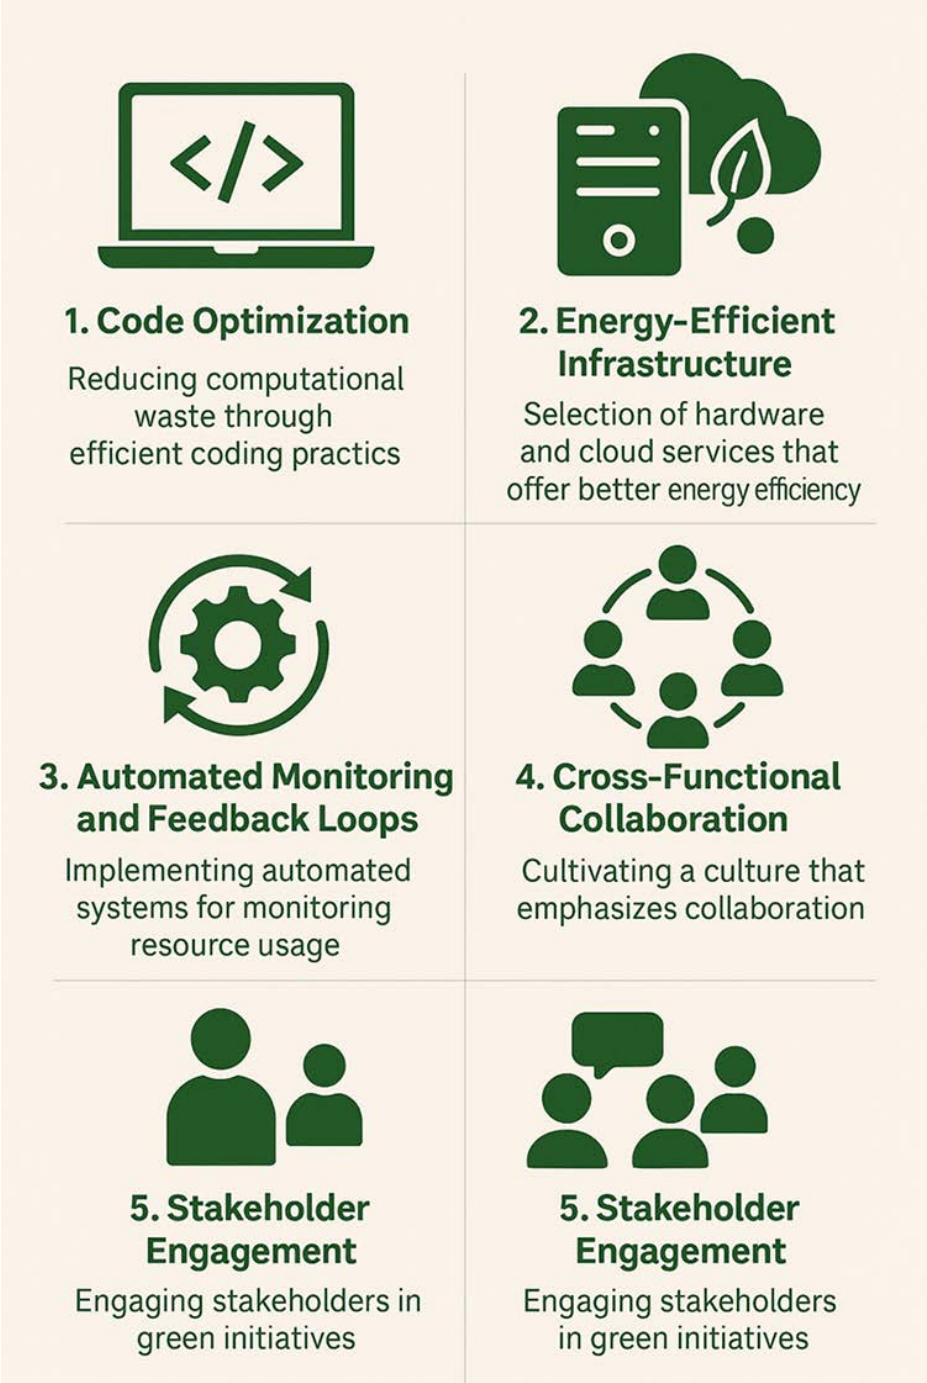 </>
1. Code Optimization
Reducing computational
waste through
efficient coding practics
2. Energy-Efficient
Infrastructure
Selection of hardware
and cloud services that
offer better energy efficiency
3. Automated Monitoring
and Feedback Loops
Implementing automated
systems for monitoring
resource usage
4. Cross-Functional
Collaboration
Cultivating a culture that
emphasizes collaboration
5. Stakeholder
Engagement
Engaging stakeholders in
green initiatives
5. Stakeholder
Engagement
Engaging stakeholders
in green initiatives